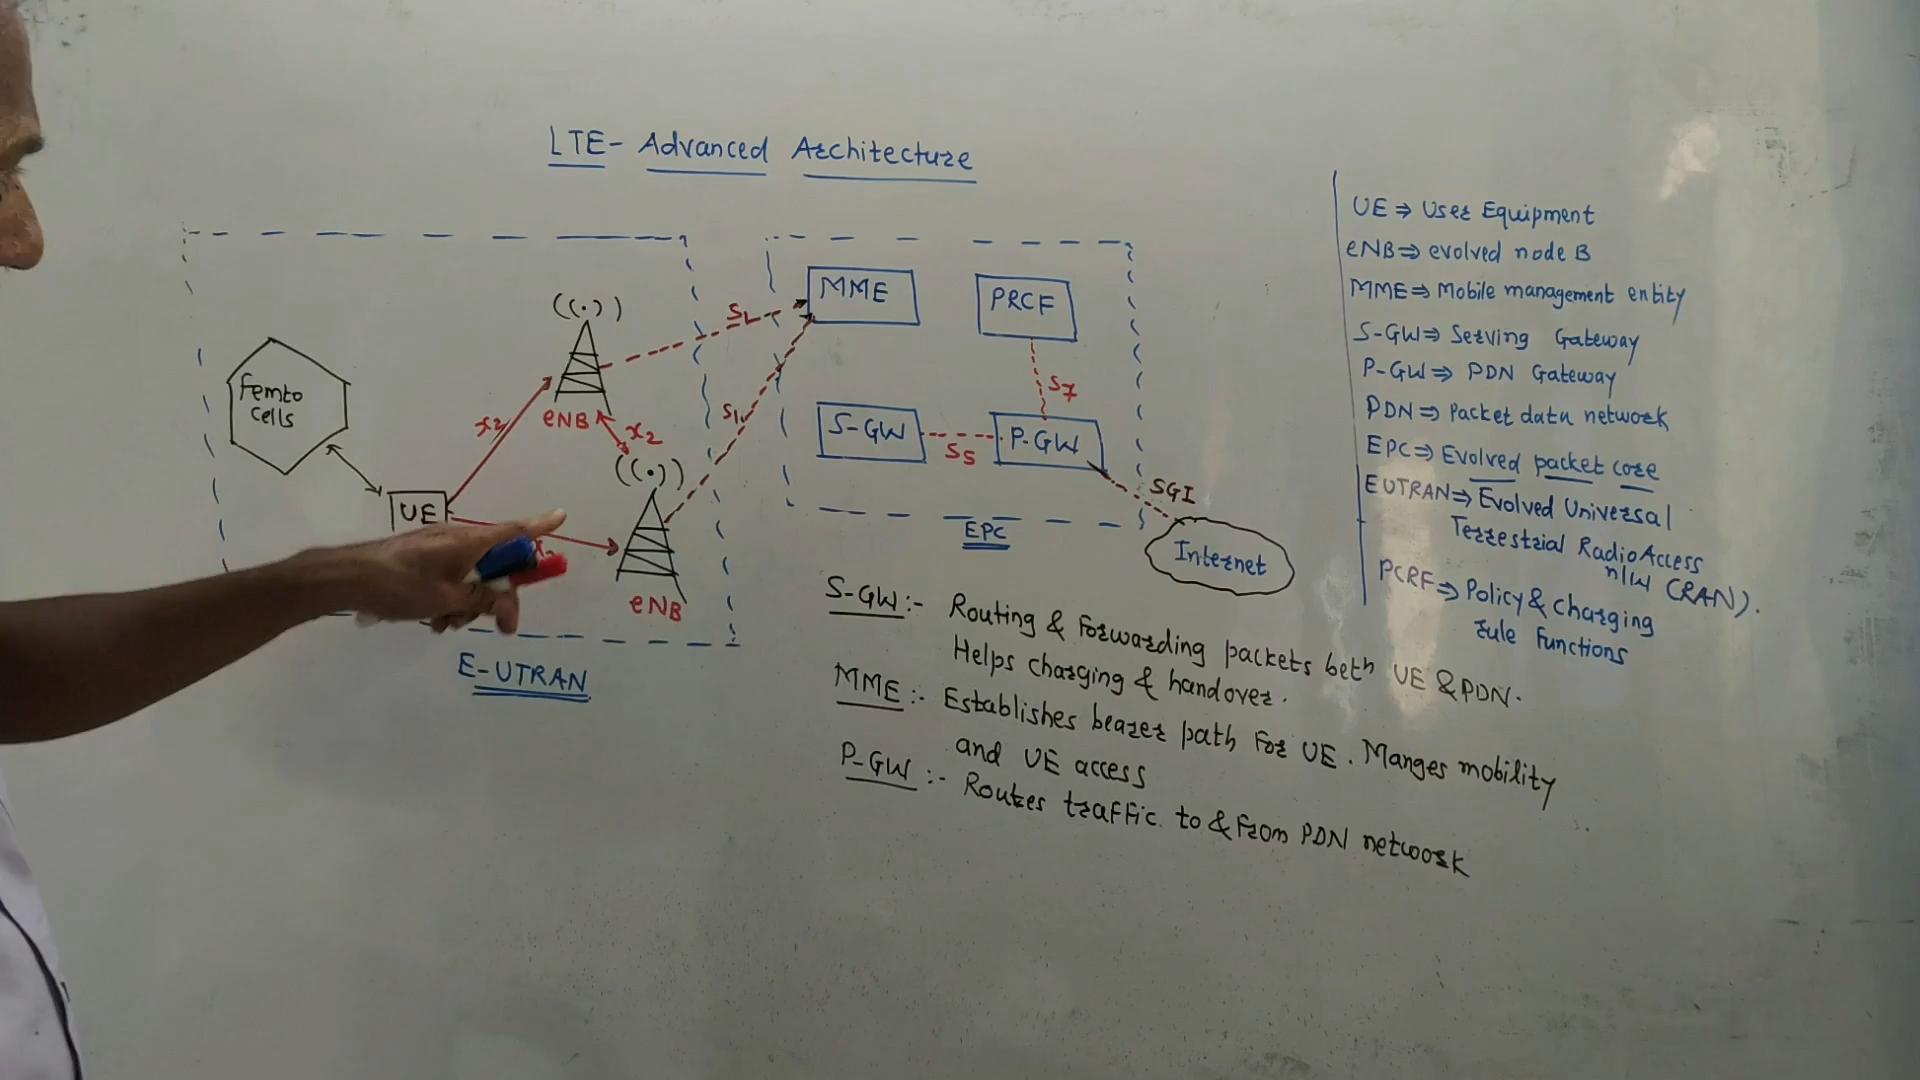 LTE- Advanced Architecture
Femto
cells
UE
x2
x2
eNB
x2
eNB
E-UTRAN
S1
S1
MME
PRCF
S7
S-GW
S5
P-GW
SGI
EPC
Internet
UE ⇒ User Equipment
eNB ⇒ evolved node B
MME ⇒ Mobile management entity
S-GW ⇒ Serving Gateway
P-GW ⇒ PDN Gateway
PDN ⇒ Packet data network
EPC ⇒ Evolved packet core
EUTRAN ⇒ Evolved Universal
Terrestrial Radio Access
n/w (RAN).
PCRF ⇒ Policy & charging
rule Functions
S-GW :- Routing & Forwarding packets betn UE & PDN.
Helps charging & handover.
MME :- Establishes bearer path for UE. Manges mobility
and UE access
P-GW :- Routes traffic to & from PDN network